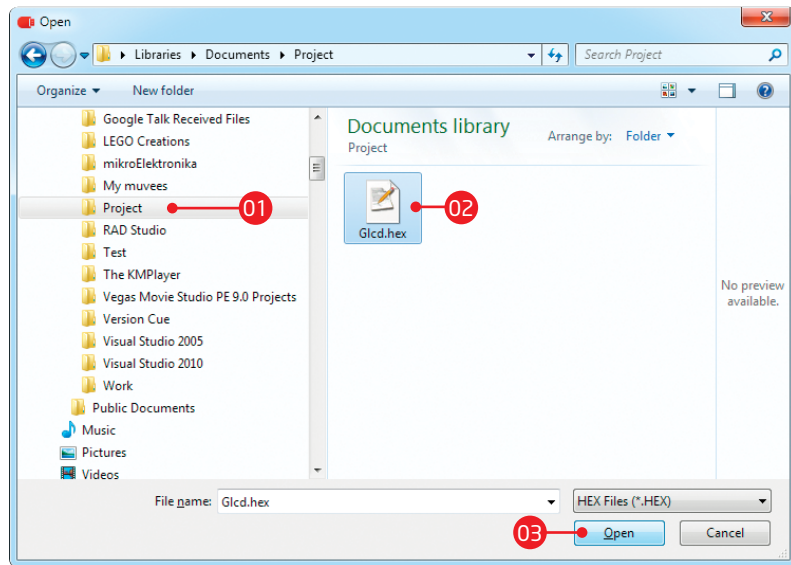 Open
Libraries Documents Project
Search Project
Organize New folder
Google Talk Received Files
LEGO Creations
mikroElektronika
My muvees
Project 01
RAD Studio
Test
The KMPlayer
Vegas Movie Studio PE 9.0 Projects
Version Cue
Visual Studio 2005
Visual Studio 2010
Work
Public Documents
Music
Pictures
Videos
Documents library
Project
Arrange by: Folder
02
Glcd.hex
No preview
available.
File name: Glcd.hex
HEX Files (*.HEX)
03
Open
Cancel